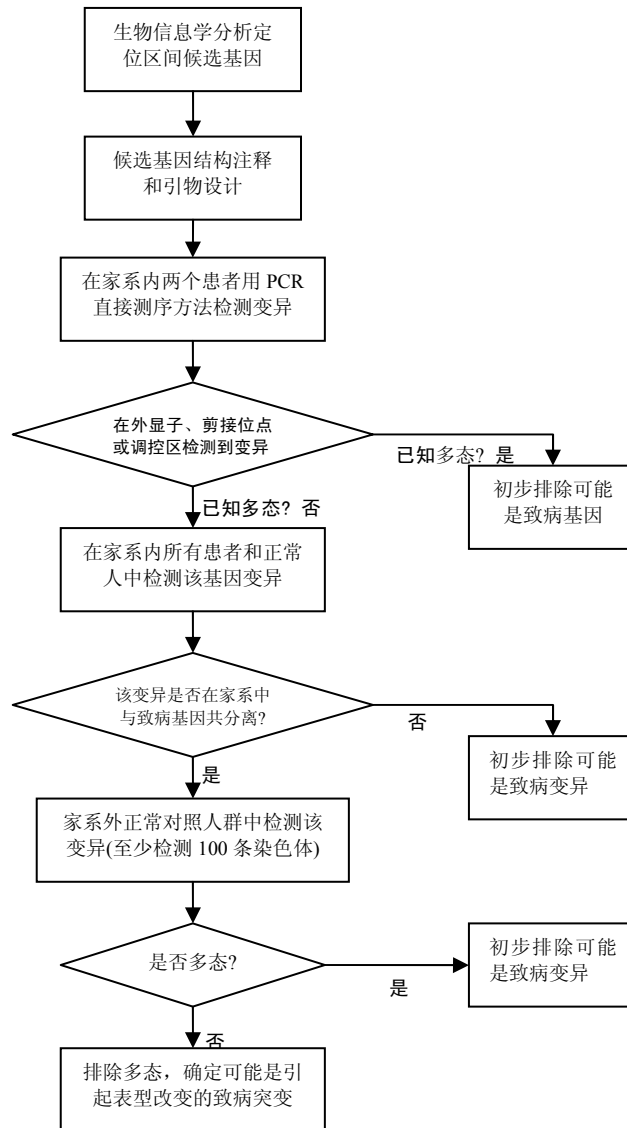 生物信息学分析定
位区间候选基因
候选基因结构注释
和引物设计
在家系内两个患者用 PCR
直接测序方法检测变异
在外显子、剪接位点
或调控区检测到变异
已知多态? 是
初步排除可能
是致病基因
已知多态? 否
在家系内所有患者和正常
人中检测该基因变异
该变异是否在家系中
与致病基因共分离?
否
初步排除可能
是致病变异
是
家系外正常对照人群中检测该
变异(至少检测 100 条染色体)
是否多态?
是
初步排除可能
是致病变异
否
排除多态，确定可能是引
起表型改变的致病突变